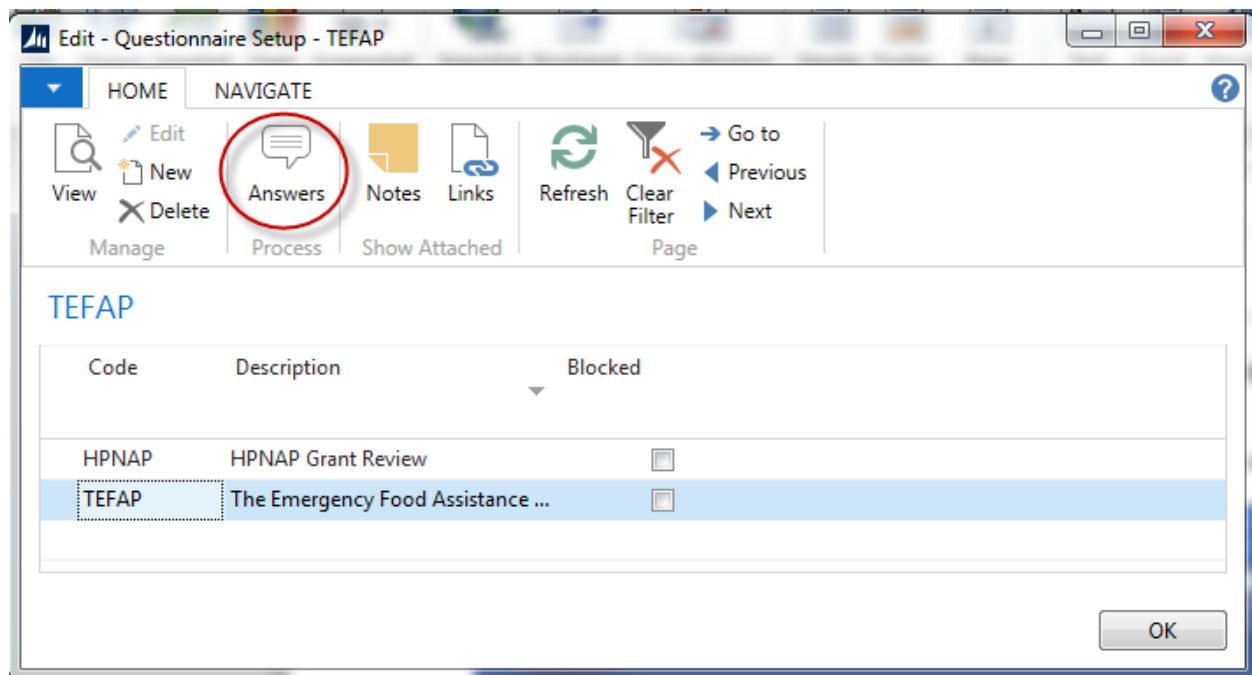 Edit - Questionnaire Setup - TEFAP
HOME NAVIGATE
View
Edit
New
Delete
Manage
Answers
Process
Notes Links
Show Attached
Refresh
Clear
Filter
Go to
Previous
Next
Page
TEFAP
Code Description Blocked
HPNAP HPNAP Grant Review
TEFAP The Emergency Food Assistance ...
OK